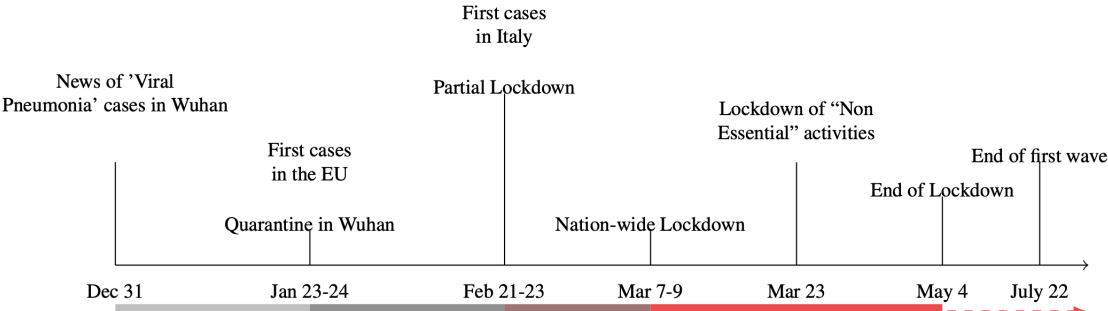 First cases
in Italy
News of ’Viral
Pneumonia’ cases in Wuhan
Partial Lockdown
Lockdown of “Non
Essential” activities
First cases
in the EU
End of first wave
End of Lockdown
Quarantine in Wuhan
Nation-wide Lockdown
Dec 31
Jan 23-24
Feb 21-23
Mar 7-9
Mar 23
May 4
July 22